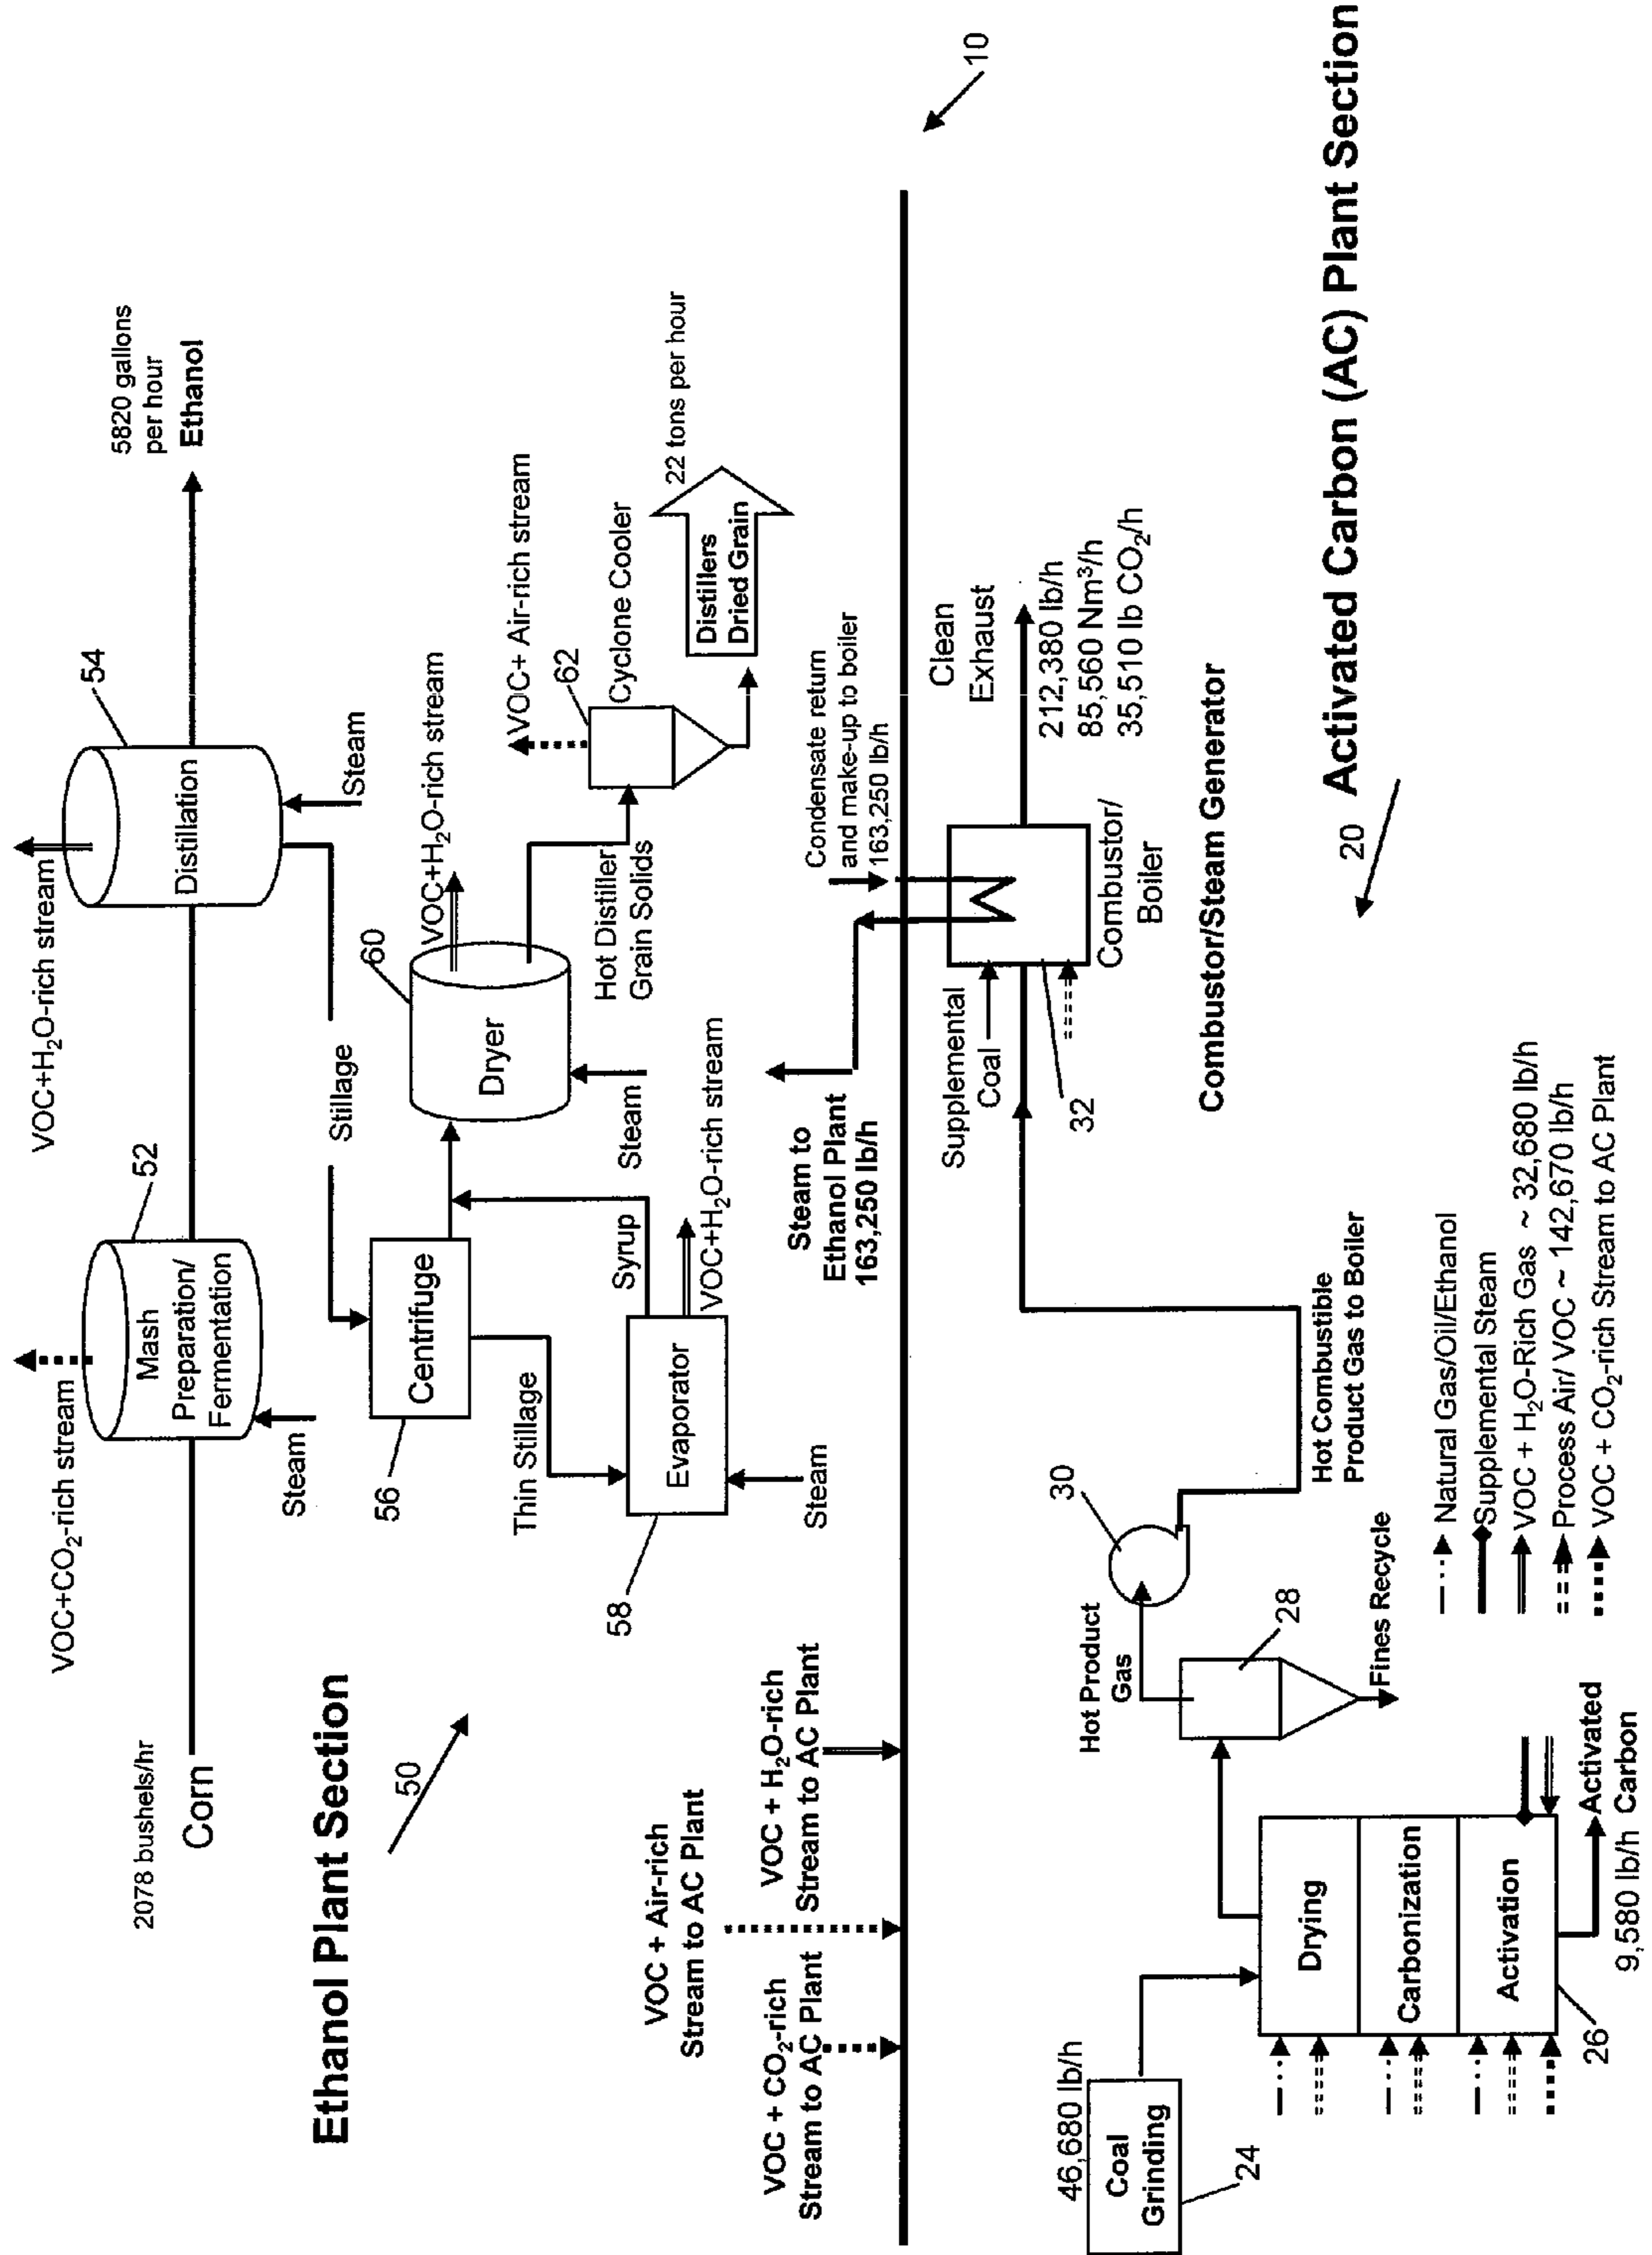 VOC+CO2-rich stream
VOC+H2O-rich stream
52
54
2078 bushels/hr
Corn
Mash
Preparation/
Fermentation
Distillation
5820 gallons
per hour
Ethanol
Steam
Steam
Stillage
Ethanol Plant Section
50
56
Centrifuge
60
Dryer
VOC+H2O-rich stream
VOC+ Air-rich stream
62
Cyclone Cooler
22 tons per hour
Distillers
Dried Grain
Hot Distiller
Grain Solids
Thin Stillage
Syrup
Steam
58
Evaporator
VOC+H2O-rich stream
Steam
VOC + CO2-rich
Stream to AC Plant
VOC + Air-rich
Stream to AC Plant
VOC + H2O-rich
Stream to AC Plant
Steam to
Ethanol Plant
163,250 lb/h
Condensate return
and make-up to boiler
163,250 lb/h
10
46,680 lb/h
Coal
Grinding
24
Drying
Carbonization
Activation
26
Activated
Carbon
9,580 lb/h
Hot Product
Gas
28
Fines Recycle
30
Hot Combustible
Product Gas to Boiler
Supplemental
Coal
32
Combustor/
Boiler
Clean
Exhaust
212,380 lb/h
85,560 Nm3/h
35,510 lb CO2/h
Combustor/Steam Generator
20
Activated Carbon (AC) Plant Section
Natural Gas/Oil/Ethanol
Supplemental Steam
VOC + H2O-Rich Gas ~ 32,680 lb/h
Process Air/ VOC ~ 142,670 lb/h
VOC + CO2-rich Stream to AC Plant